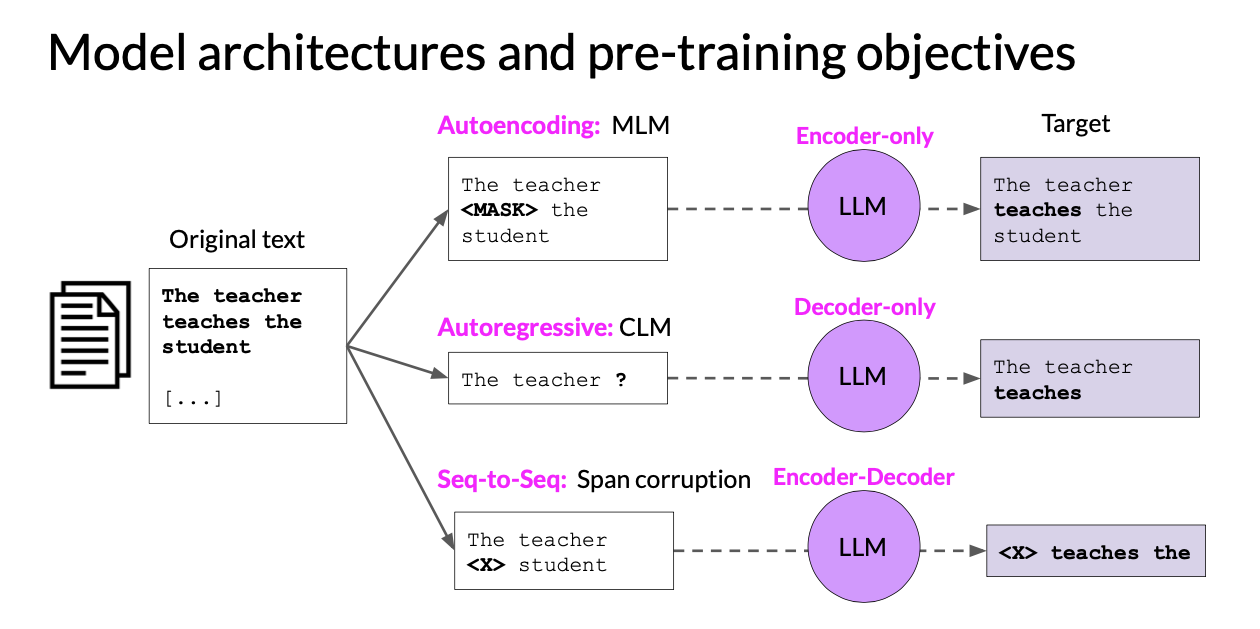 Model architectures and pre-training objectives
Autoencoding: MLM
Encoder-only
Target
The teacher
<MASK> the
student
LLM
The teacher
teaches the
student
Original text
The teacher
teaches the
student
[...]
Autoregressive: CLM
Decoder-only
The teacher ?
LLM
The teacher
teaches
Seq-to-Seq: Span corruption
Encoder-Decoder
The teacher
<X> student
LLM
<X> teaches the